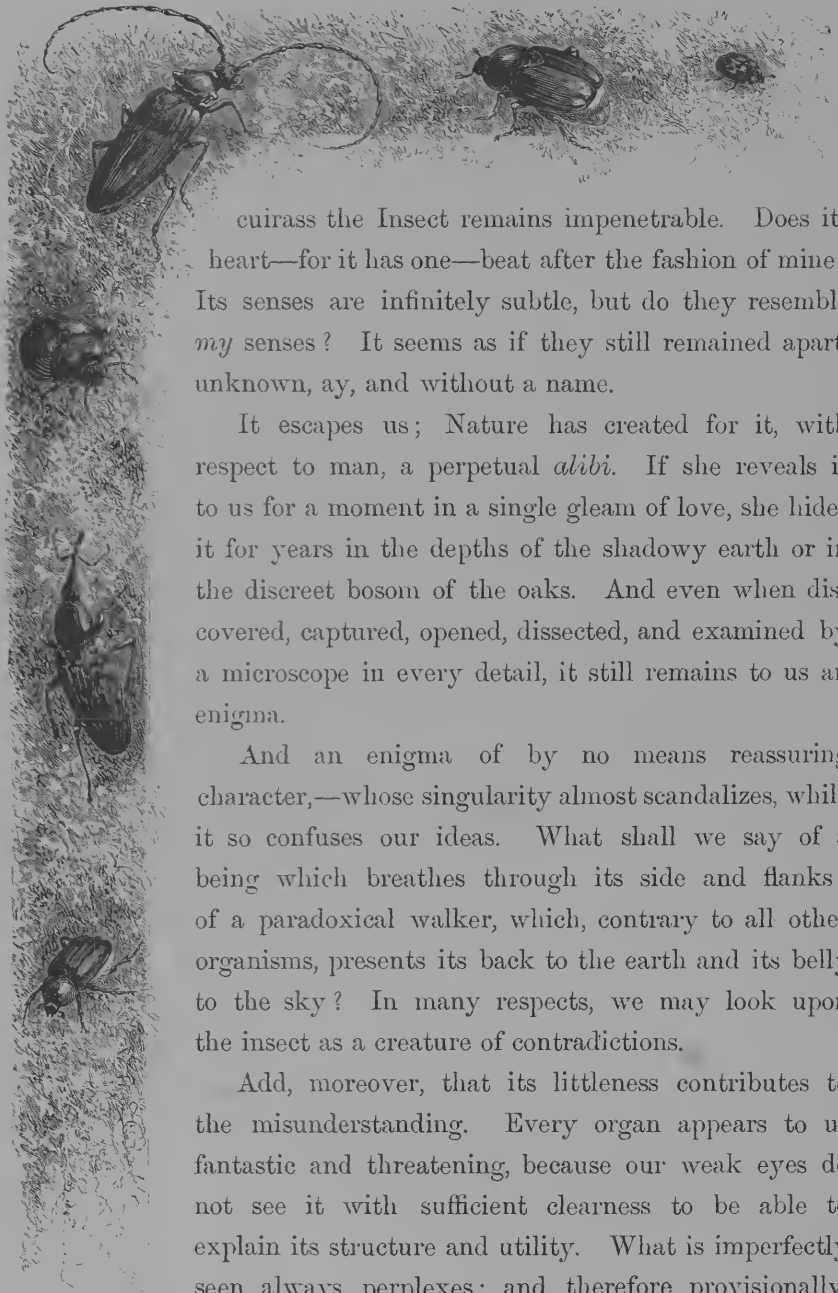 cuirass the Insect remains impenetrable. Does it
heart—for it has one—beat after the fashion of mine
Its senses are infinitely subtle, but do they resembl
my senses? It seems as if they still remained apart
unknown, ay, and without a name.
It escapes us; Nature has created for it, with
respect to man, a perpetual alibi. If she reveals i
to us for a moment in a single gleam of love, she hide
it for years in the depths of the shadowy earth or in
the discreet bosom of the oaks. And even when dis
covered, captured, opened, dissected, and examined by
a microscope in every detail, it still remains to us an
enigma.
And an enigma of by no means reassuring
character,—whose singularity almost scandalizes, whil
it so confuses our ideas. What shall we say of a
being which breathes through its side and flanks
of a paradoxical walker, which, contrary to all othe
organisms, presents its back to the earth and its belly
to the sky? In many respects, we may look upon
the insect as a creature of contradictions.
Add, moreover, that its littleness contributes to
the misunderstanding. Every organ appears to u
fantastic and threatening, because our weak eyes do
not see it with sufficient clearness to be able to
explain its structure and utility. What is imperfectly
seen always perplexes; and therefore provisionally